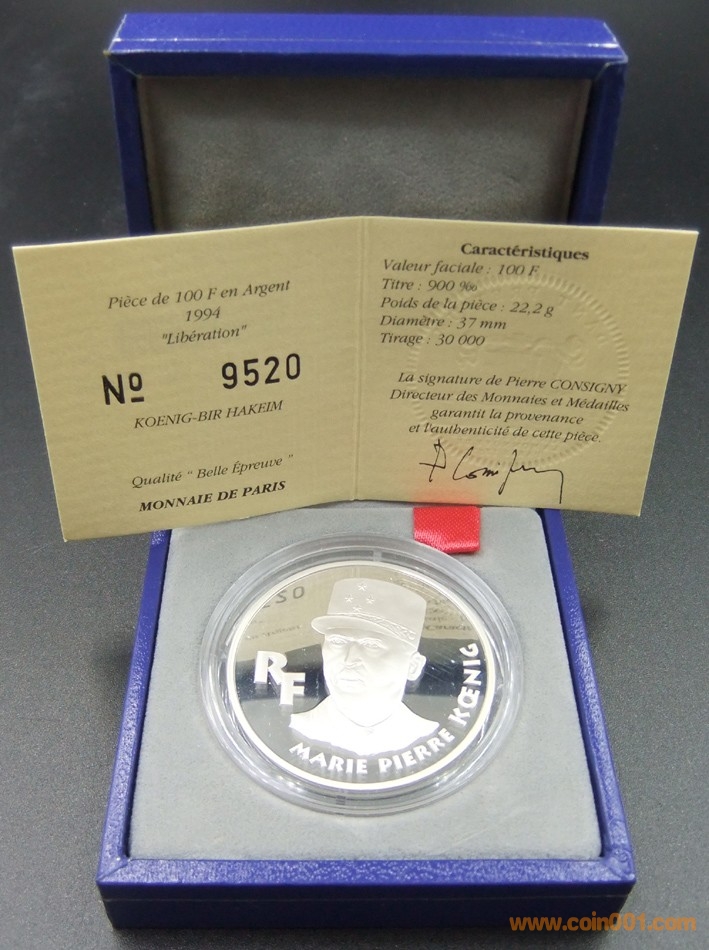 Pièce de 100 F en Argent
1994
"Libération"
Nº 9520
KOENIG-BIR HAKEIM
Qualité " Belle Épreuve "
MONNAIE DE PARIS
Caractéristiques
Valeur faciale : 100 F
Titre : 900 ‰
Poids de la pièce : 22,2 g
Diamètre : 37 mm
Tirage : 30 000
La signature de Pierre CONSIGNY
Directeur des Monnaies et Médailles
garantit la provenance
et l'authenticité de cette pièce.
RF
MARIE PIERRE KŒNIG
www.coin001.com